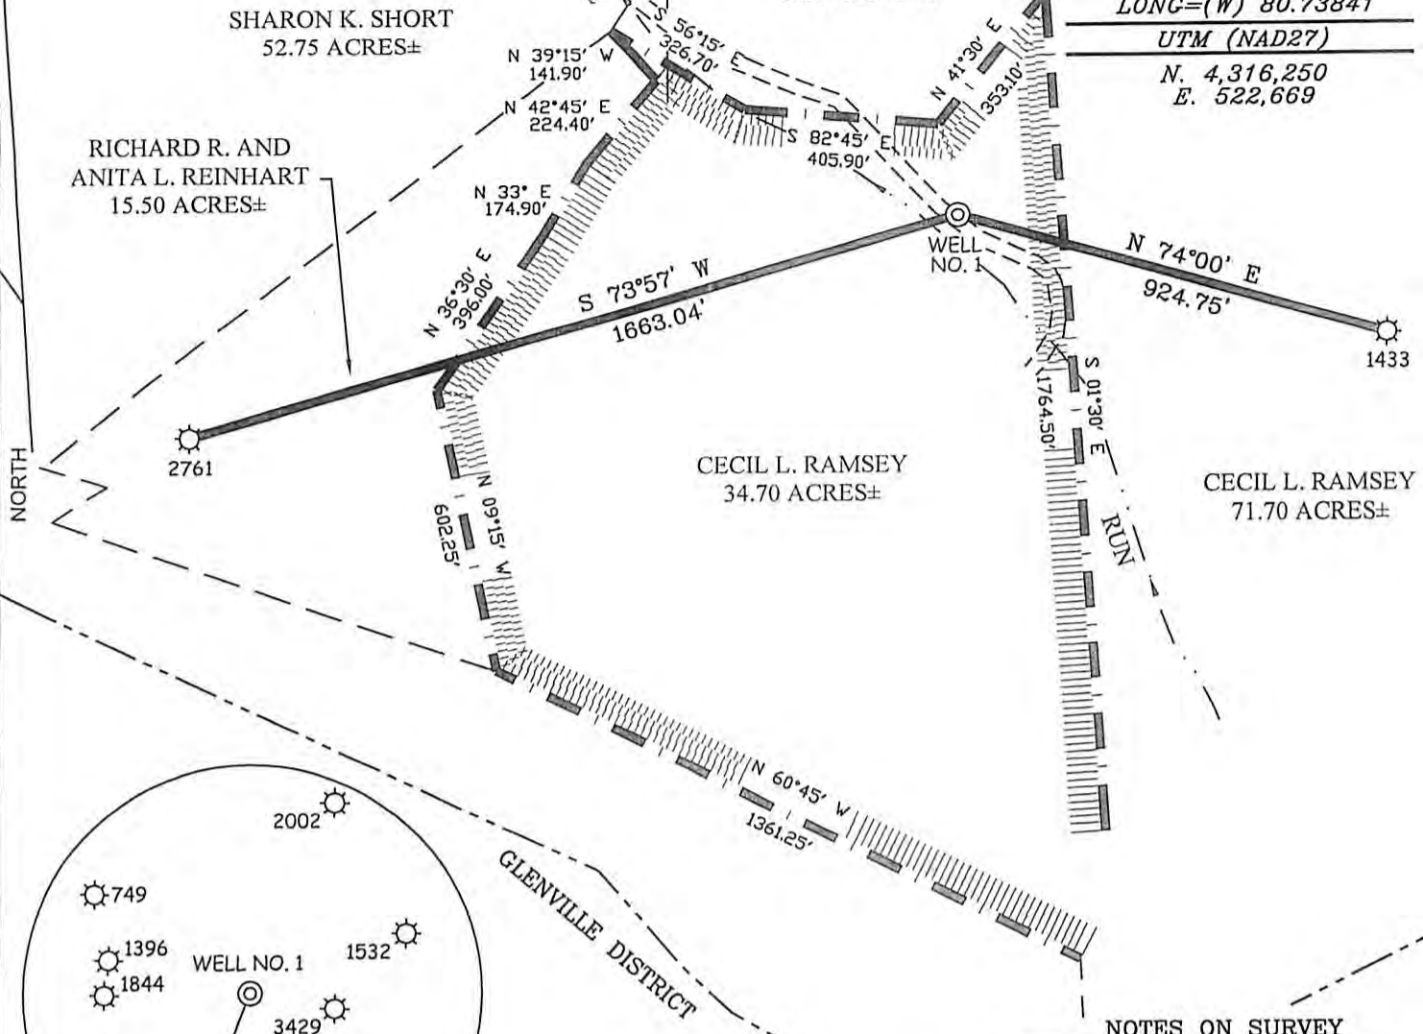 SHARON K. SHORT
52.75 ACRES±
LONG=(W) 80.73841
UTM (NAD27)
N. 4,316,250
E. 522,669
N 39°15' W
141.90'
S 56°15' E
326.70'
N 41°30' E
353.10'
N 42°45' E
224.40'
S 82°45' E
405.90'
RICHARD R. AND
ANITA L. REINHART
15.50 ACRES±
N 33° E
174.90'
N 36°30' E
396.00'
S 73°57' W
1663.04'
WELL
NO. 1
N 74°00' E
924.75'
1433
2761
NORTH
S 01°30' E
1764.50'
CECIL L. RAMSEY
34.70 ACRES±
CECIL L. RAMSEY
71.70 ACRES±
N 09°15' W
602.25'
RUN
N 60°45' W
1361.25'
GLENVILLE DISTRICT
2002
749
1396
1844
WELL NO. 1
1532
3429
NOTES ON SURVEY